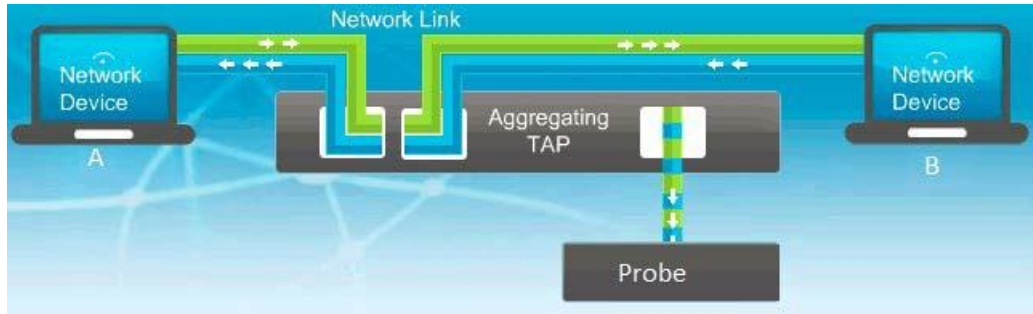 Network Link
Network
Device
A
Aggregating
TAP
Network
Device
B
Probe